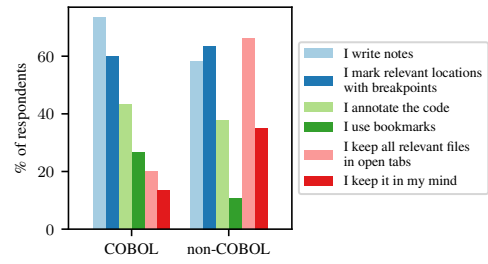 % of respondents
60
40
20
0
COBOL
non-COBOL
I write notes
I mark relevant locations
with breakpoints
I annotate the code
I use bookmarks
I keep all relevant files
in open tabs
I keep it in my mind